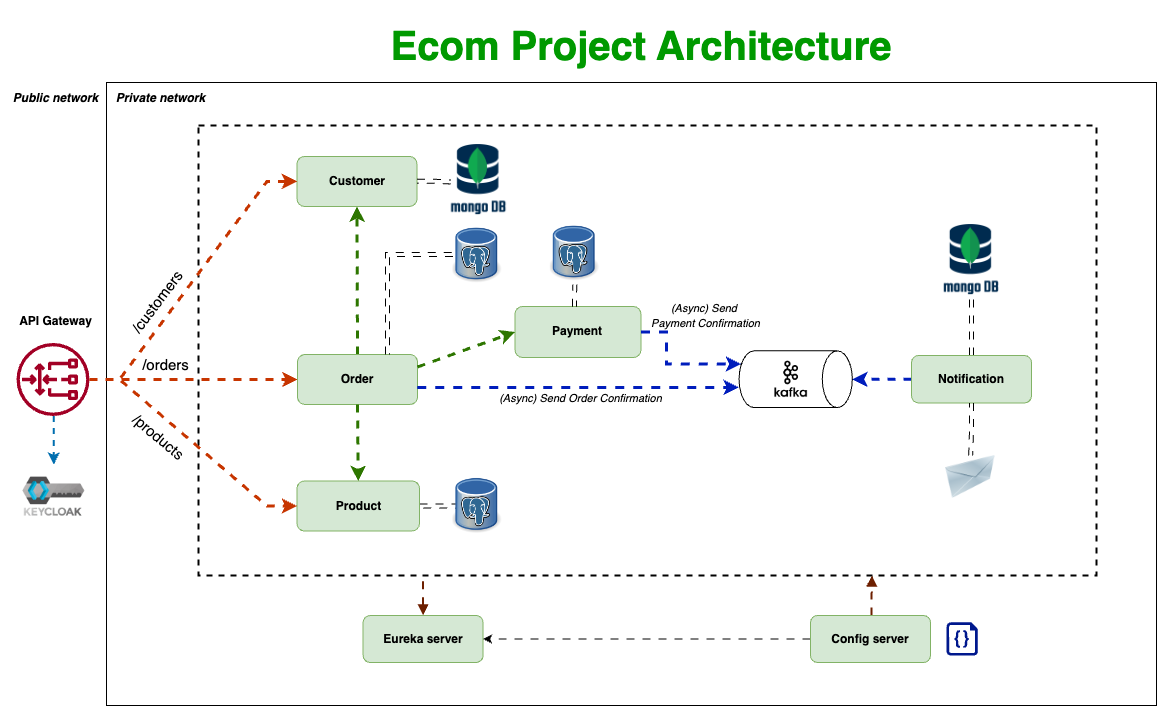 Ecom Project Architecture
Public network
Private network
Customer
mongo DB
/customers
Payment
mongo DB
(Async) Send
Payment Confirmation
API Gateway
/orders
Order
kafka
Notification
(Async) Send Order Confirmation
/products
KEYCLOAK
Product
Eureka server
Config server
{}